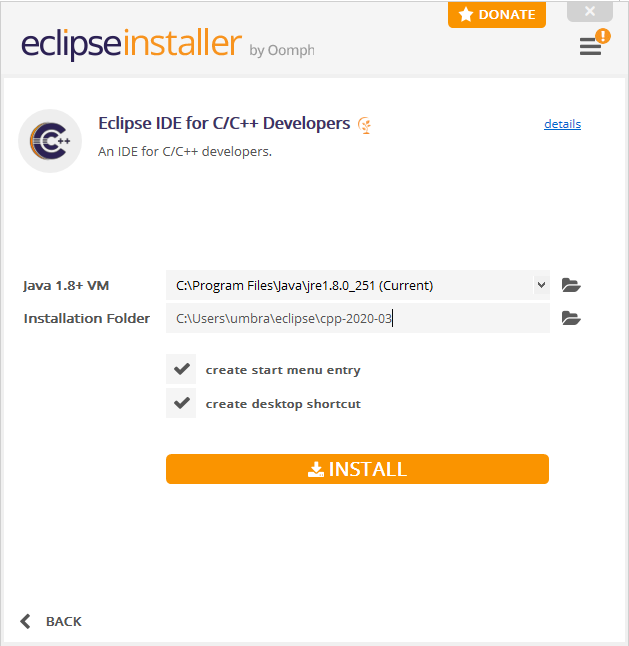 DONATE
eclipseinstaller by Oomph
Eclipse IDE for C/C++ Developers
details
C++
An IDE for C/C++ developers.
Java 1.8+ VM
C:\Program Files\Java\jre1.8.0_251 (Current)
Installation Folder
C:\Users\umbra\eclipse\cpp-2020-03
create start menu entry
create desktop shortcut
INSTALL
BACK